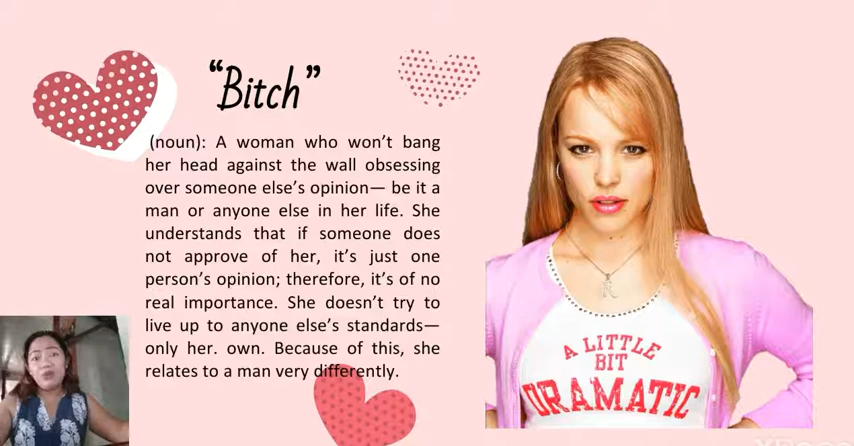 “Bitch”
(noun): A woman who won’t bang
her head against the wall obsessing
over someone else’s opinion— be it a
man or anyone else in her life. She
understands that if someone does
not approve of her, it’s just one
person’s opinion; therefore, it’s of no
real importance. She doesn’t try to
live up to anyone else’s standards—
only her. own. Because of this, she
relates to a man very differently.
R
A LITTLE
BIT
DRAMATIC